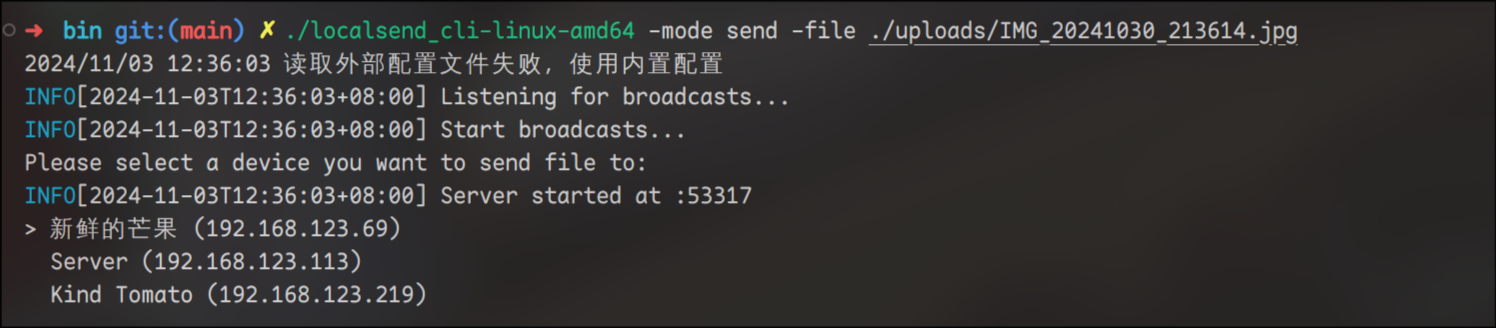 ➜ bin git:(main) ✗ ./localsend_cli-linux-amd64 -mode send -file ./uploads/IMG_20241030_213614.jpg
2024/11/03 12:36:03 读取外部配置文件失败，使用内置配置
INFO[2024-11-03T12:36:03+08:00] Listening for broadcasts...
INFO[2024-11-03T12:36:03+08:00] Start broadcasts...
Please select a device you want to send file to:
INFO[2024-11-03T12:36:03+08:00] Server started at :53317
> 新鲜的芒果 (192.168.123.69)
Server (192.168.123.113)
Kind Tomato (192.168.123.219)